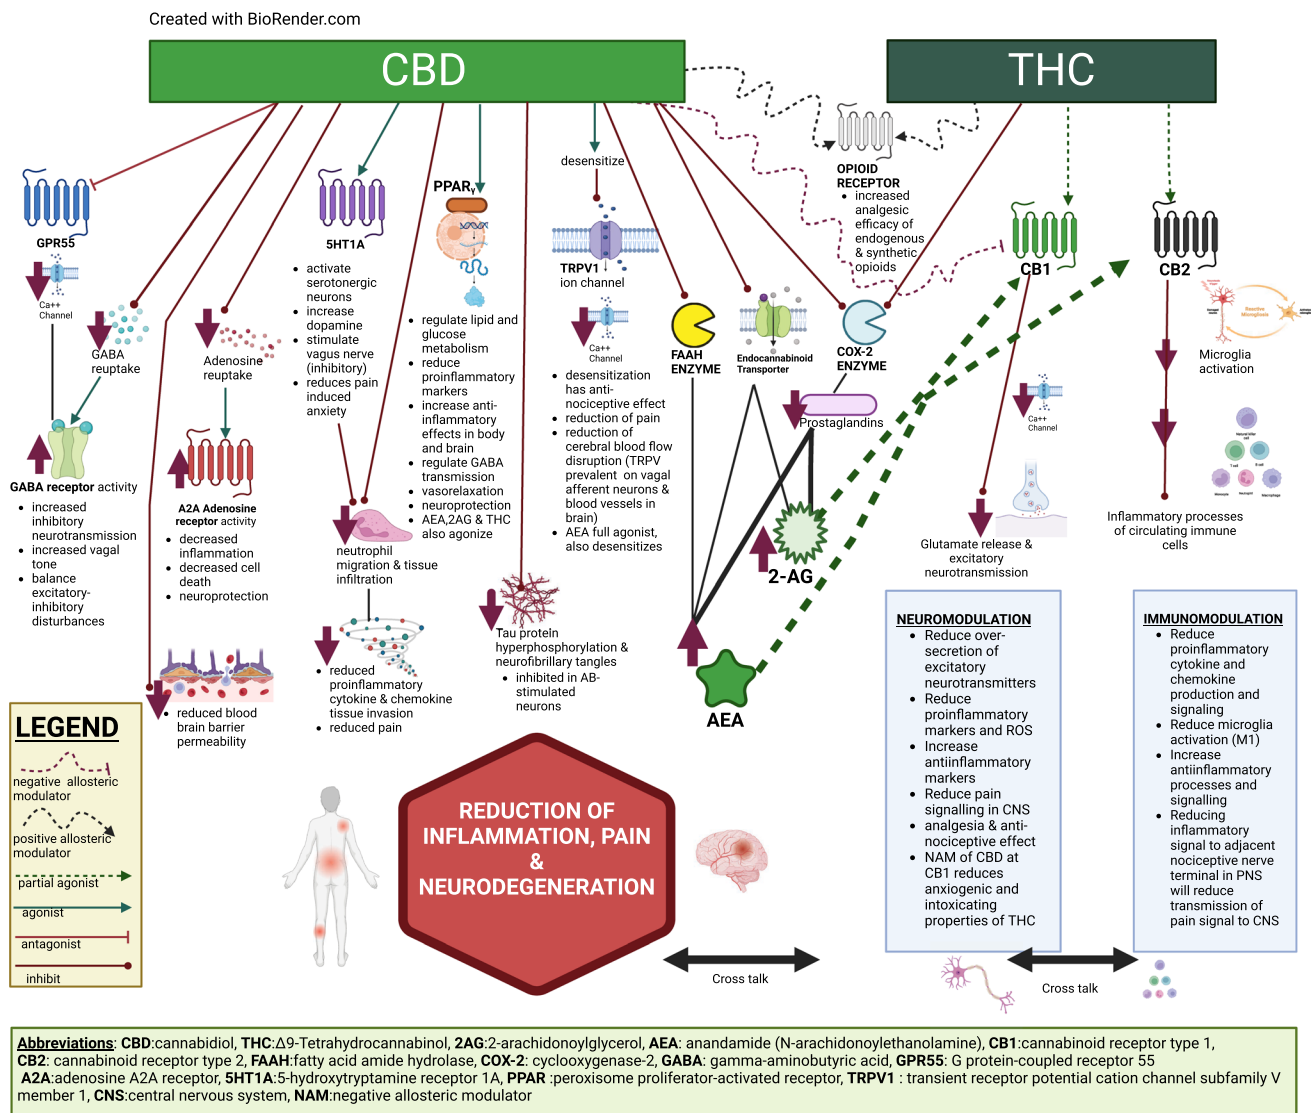 Created with BioRender.com
CBD
THC
desensitize
OPIOID
RECEPTOR
• increased
analgesic
efficacy of
endogenous
& synthetic
opioids
GPR55
Ca++
Channel
GABA
reuptake
GABA receptor activity
• increased
inhibitory
neurotransmission
• increased vagal
tone
• balance
excitatory-
inhibitory
disturbances
Adenosine
reuptake
A2A Adenosine
receptor activity
• decreased
inflammation
• decreased cell
death
• neuroprotection
• reduced blood
brain barrier
permeability
5HT1A
• activate
serotonergic
neurons
• increase
dopamine
• stimulate
vagus nerve
(inhibitory)
• reduces pain
induced
anxiety
neutrophil
migration & tissue
infiltration
• reduced
proinflammatory
cytokine & chemokine
tissue invasion
• reduced pain
PPARγ
• regulate lipid and
glucose
metabolism
• reduce
proinflammatory
markers
• increase anti-
inflammatory
effects in body
and brain
• regulate GABA
transmission
• vasorelaxation
• neuroprotection
• AEA,2AG & THC
also agonize
Tau protein
hyperphosphorylation &
neurofibrillary tangles
• inhibited in AB-
stimulated
neurons
TRPV1
ion channel
Ca++
Channel
• desensitization
has anti-
nociceptive effect
• reduction of pain
• reduction of
cerebral blood flow
disruption (TRPV
prevalent on vagal
afferent neurons &
blood vessels in
brain)
• AEA full agonist,
also desensitizes
FAAH
ENZYME
Endocannabinoid
Transporter
COX-2
ENZYME
Prostaglandins
2-AG
AEA
CB1
Ca++
Channel
Glutamate release &
excitatory
neurotransmission
CB2
Reactive
Microgliosis
Microglia
activation
Natural killer
cell
T cell
B cell
Monocyte
Neutrophil
Macrophage
Inflammatory processes
of circulating immune
cells
NEUROMODULATION
• Reduce over-
secretion of
excitatory
neurotransmitters
• Reduce
proinflammatory
markers and ROS
• Increase
antiinflammatory
markers
• Reduce pain
signalling in CNS
• analgesia & anti-
nociceptive effect
• NAM of CBD at
CB1 reduces
anxiogenic and
intoxicating
properties of THC
IMMUNOMODULATION
• Reduce
proinflammatory
cytokine and
chemokine
production and
signaling
• Reduce microglia
activation (M1)
• Increase
antiinflammatory
processes and
signalling
• Reducing
inflammatory
signal to adjacent
nociceptive nerve
terminal in PNS
will reduce
transmission of
pain signal to CNS
LEGEND
negative allosteric
modulator
positive allosteric
modulator
partial agonist
agonist
antagonist
inhibit
REDUCTION OF
INFLAMMATION, PAIN
&
NEURODEGENERATION
Cross talk
Cross talk
Abbreviations: CBD:cannabidiol, THC:Δ9-Tetrahydrocannabinol, 2AG:2-arachidonoylglycerol, AEA: anandamide (N-arachidonoylethanolamine), CB1:cannabinoid receptor type 1,
CB2: cannabinoid receptor type 2, FAAH:fatty acid amide hydrolase, COX-2: cyclooxygenase-2, GABA: gamma-aminobutyric acid, GPR55: G protein-coupled receptor 55
A2A:adenosine A2A receptor, 5HT1A:5-hydroxytryptamine receptor 1A, PPAR :peroxisome proliferator-activated receptor, TRPV1 : transient receptor potential cation channel subfamily V
member 1, CNS:central nervous system, NAM:negative allosteric modulator